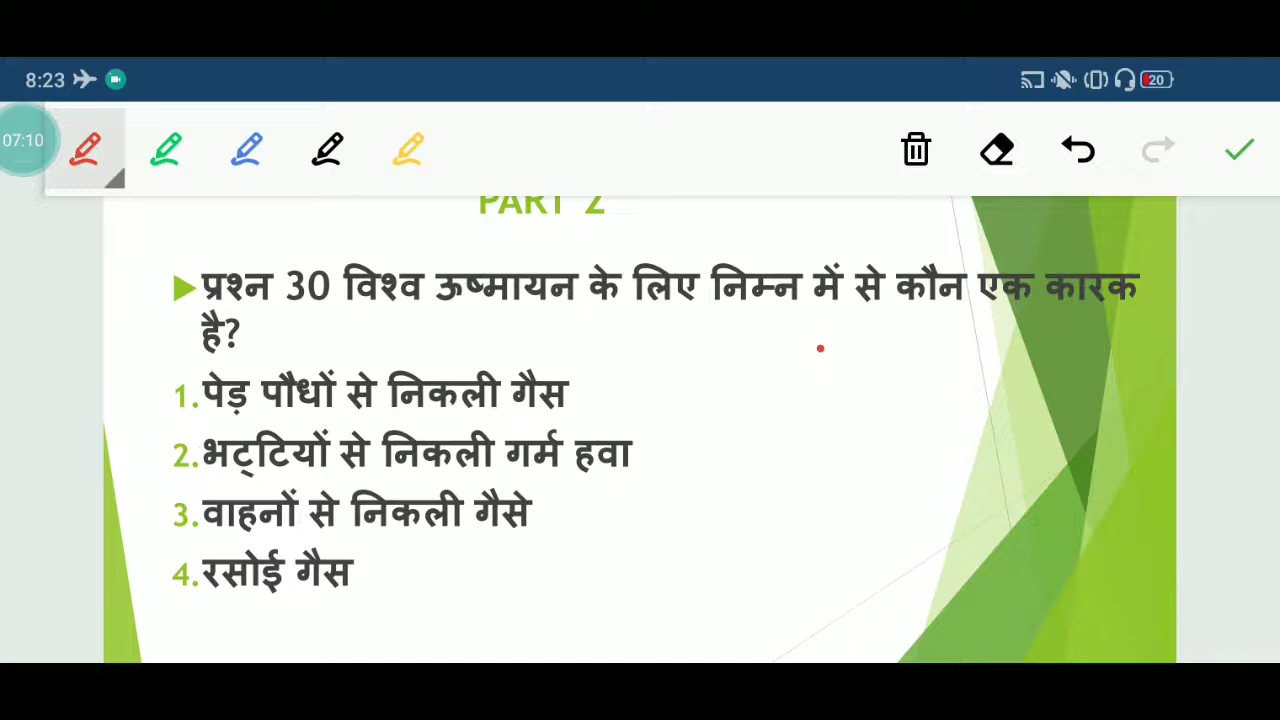 8:23
20
07:10
PART 2
प्रश्न 30 विश्व ऊष्मायन के लिए निम्न में से कौन एक कारक
है?
1. पेड़ पौधों से निकली गैस
2. भट्टियों से निकली गर्म हवा
3. वाहनों से निकली गैसे
4. रसोई गैस